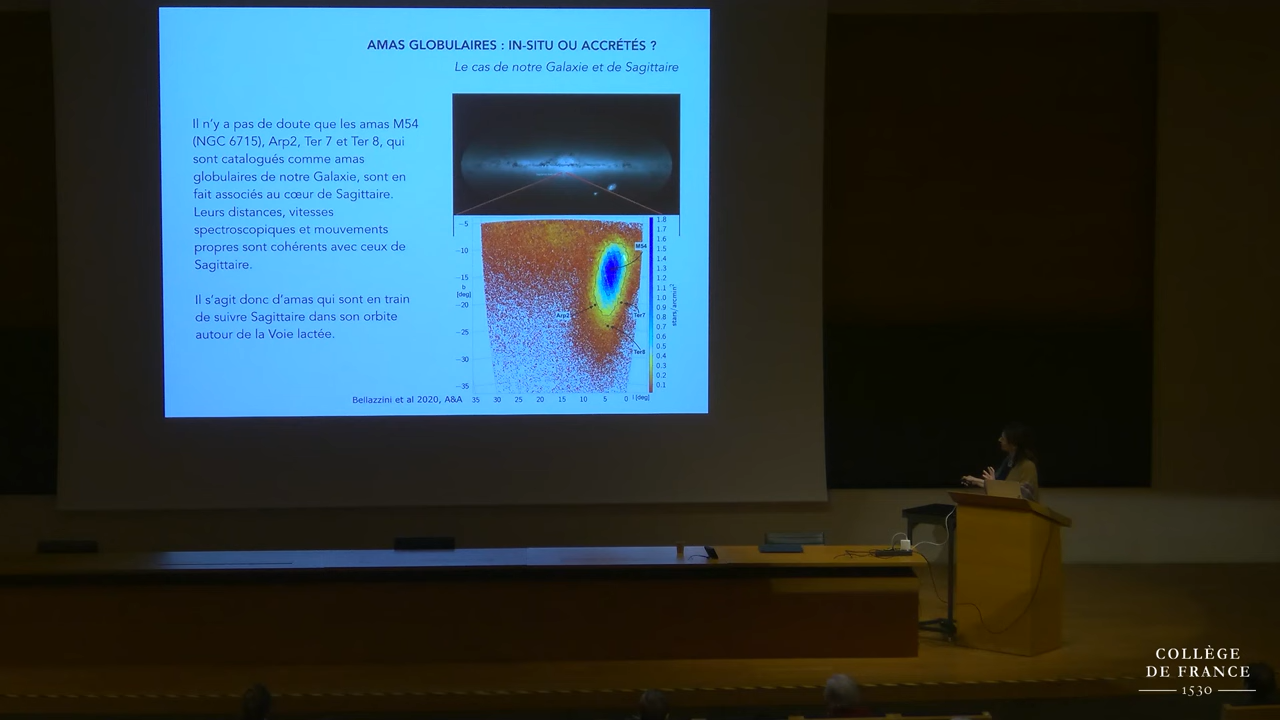 AMAS GLOBULAIRES : IN-SITU OU ACCRÉTÉS ?
Le cas de notre Galaxie et de Sagittaire
Il n'y a pas de doute que les amas M54
(NGC 6715), Arp2, Ter 7 et Ter 8, qui
sont catalogués comme amas
globulaires de notre Galaxie, sont en
fait associés au cœur de Sagittaire.
Leurs distances, vitesses
spectroscopiques et mouvements
propres sont cohérents avec ceux de
Sagittaire.
Il s'agit donc d'amas qui sont en train
de suivre Sagittaire dans son orbite
autour de la Voie lactée.
−5
−10
−15
b
[deg]
−20
−25
−30
−35
M54
Arp2
Ter7
Ter8
1.8
1.7
1.6
1.5
1.4
1.3
1.2
1.1
1.0
0.9
0.8
0.7
0.6
0.5
0.4
0.3
0.2
0.1
stars/arcmin²
35 30 25 20 15 10 5 0 l [deg]
Bellazzini et al 2020, A&A
COLLÈGE
DE FRANCE
1530